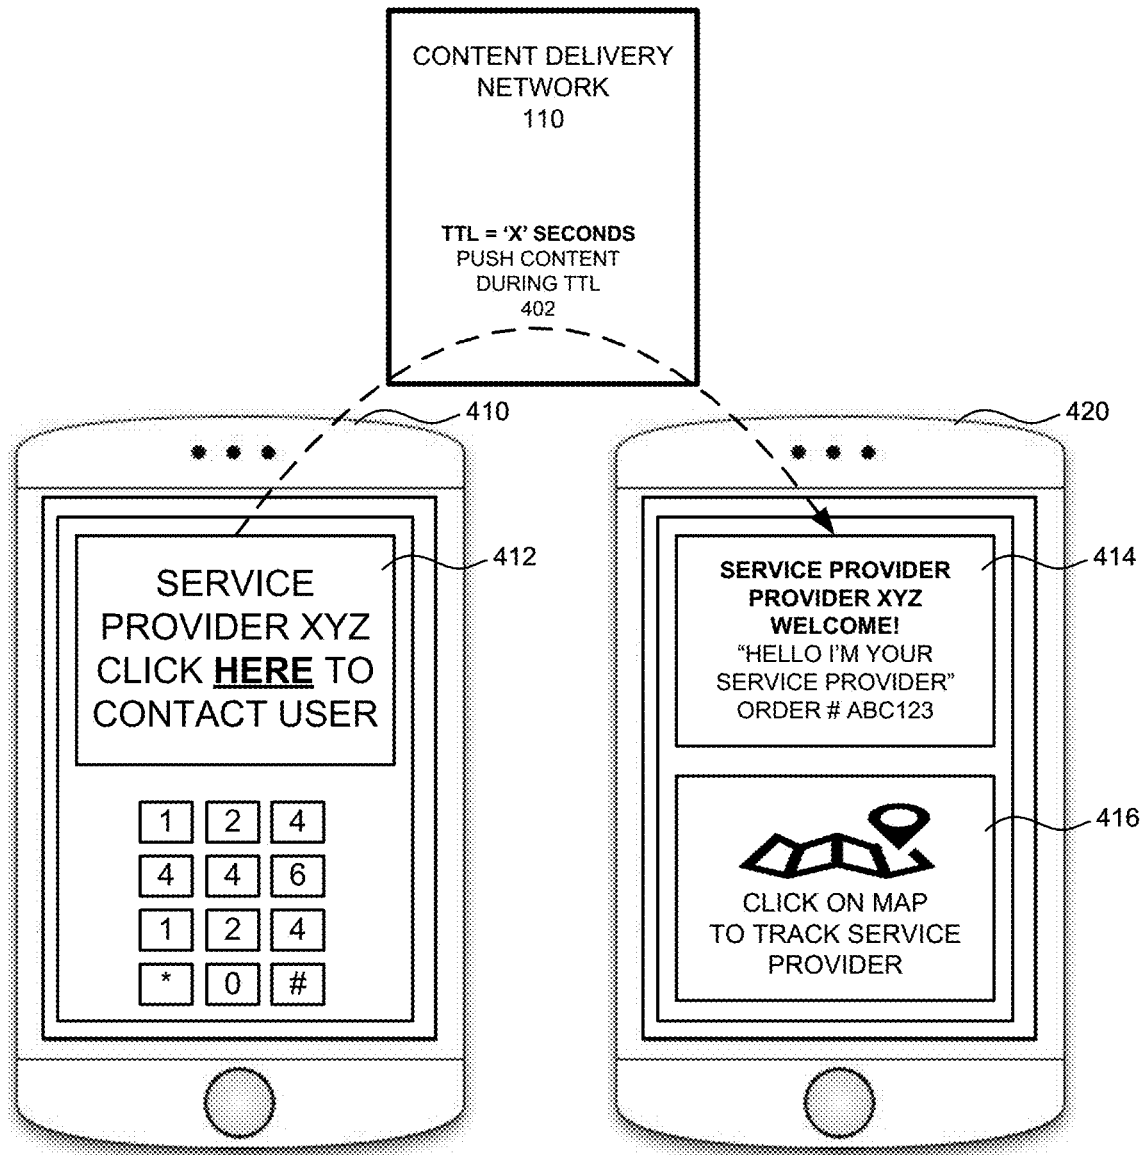 CONTENT DELIVERY
NETWORK
110
TTL = ‘X’ SECONDS
PUSH CONTENT
DURING TTL
402
410
412
SERVICE
PROVIDER XYZ
CLICK HERE TO
CONTACT USER
1 2 4
4 4 6
1 2 4
* 0 #
420
414
SERVICE PROVIDER
PROVIDER XYZ
WELCOME!
“HELLO I’M YOUR
SERVICE PROVIDER”
ORDER # ABC123
416
CLICK ON MAP
TO TRACK SERVICE
PROVIDER